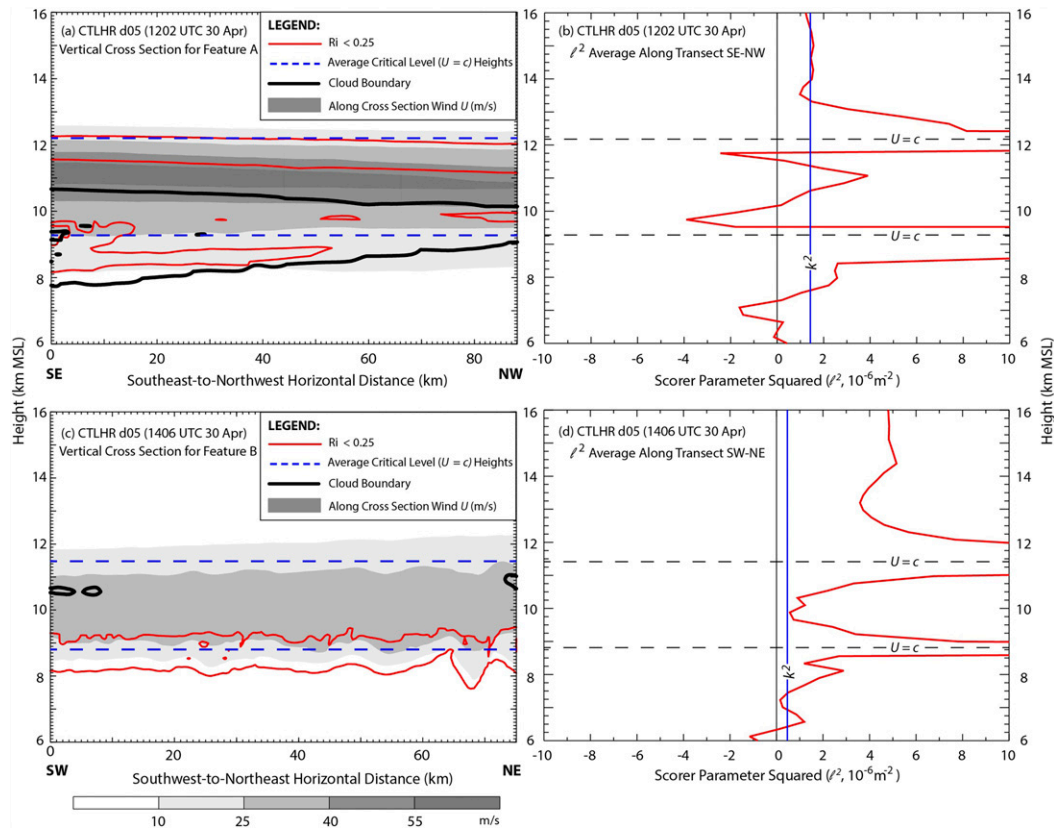 (a) CTLHR d05 (1202 UTC 30 Apr)
Vertical Cross Section for Feature A
LEGEND:
Ri < 0.25
Average Critical Level (U = c) Heights
Cloud Boundary
Along Cross Section Wind U (m/s)
16
14
12
10
8
6
0
20
40
60
80
SE
NW
Southeast-to-Northwest Horizontal Distance (km)
(b) CTLHR d05 (1202 UTC 30 Apr)
ℓ² Average Along Transect SE-NW
U = c
U = c
k²
16
14
12
10
8
6
-10
-8
-6
-4
-2
0
2
4
6
8
10
Scorer Parameter Squared (ℓ², 10⁻⁶m⁻²)
Height (km MSL)
Height (km MSL)
(c) CTLHR d05 (1406 UTC 30 Apr)
Vertical Cross Section for Feature B
LEGEND:
Ri < 0.25
Average Critical Level (U = c) Heights
Cloud Boundary
Along Cross Section Wind U (m/s)
16
14
12
10
8
6
0
20
40
60
SW
NE
Southwest-to-Northeast Horizontal Distance (km)
(d) CTLHR d05 (1406 UTC 30 Apr)
ℓ² Average Along Transect SW-NE
U = c
U = c
k²
16
14
12
10
8
6
-10
-8
-6
-4
-2
0
2
4
6
8
10
Scorer Parameter Squared (ℓ², 10⁻⁶m⁻²)
10
25
40
55
m/s